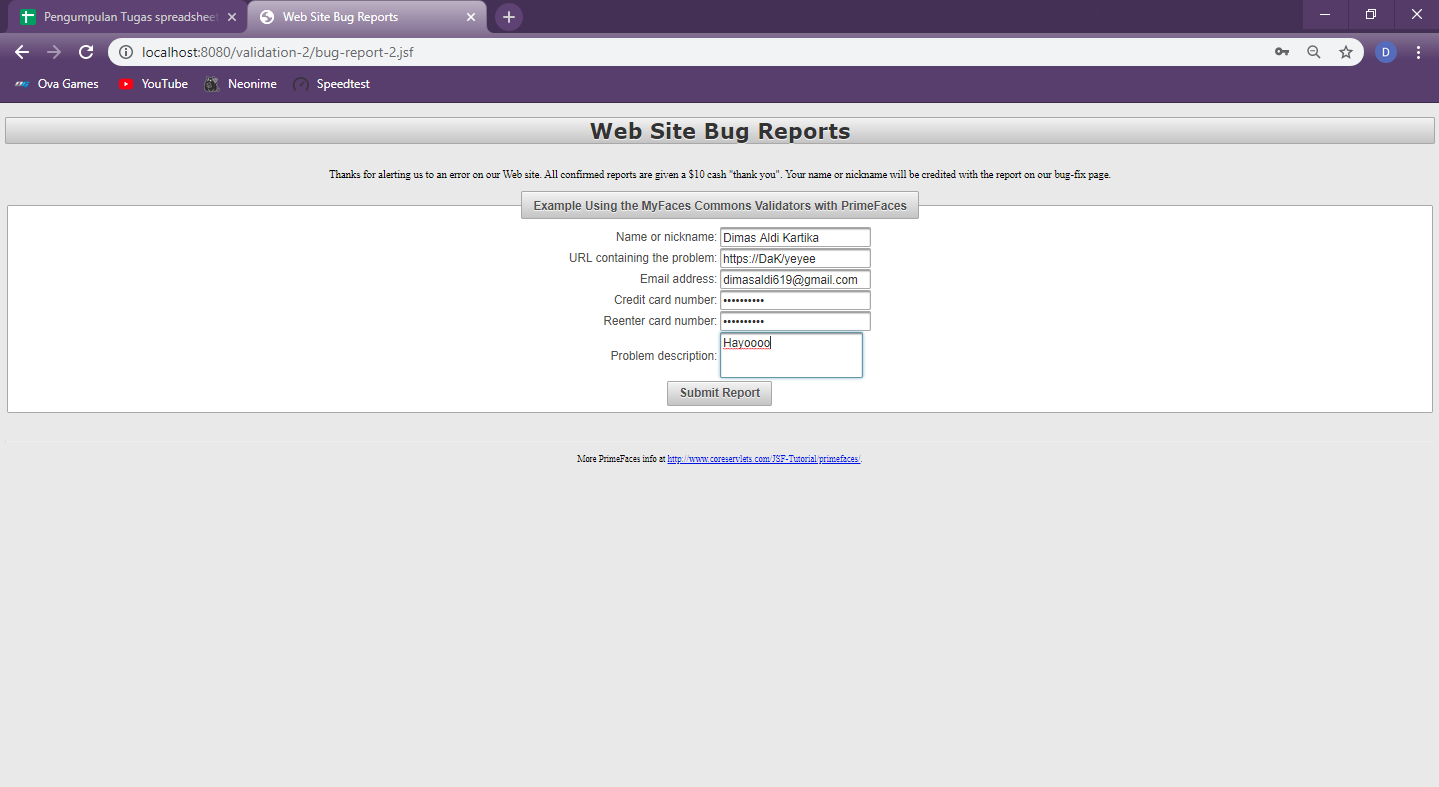 Pengumpulan Tugas spreadsheet
Web Site Bug Reports
localhost:8080/validation-2/bug-report-2.jsf
D
Ova Games
YouTube
Neonime
Speedtest
Web Site Bug Reports
Thanks for alerting us to an error on our Web site. All confirmed reports are given a $10 cash "thank you". Your name or nickname will be credited with the report on our bug-fix page.
Example Using the MyFaces Commons Validators with PrimeFaces
Name or nickname: Dimas Aldi Kartika
URL containing the problem: https://DaK/yeyee
Email address: dimasaldi619@gmail.com
Credit card number: ••••••••••
Reenter card number: ••••••••••
Problem description: Hayoooo
Submit Report
More PrimeFaces info at http://www.coreservlets.com/JSF-Tutorial/primefaces/.